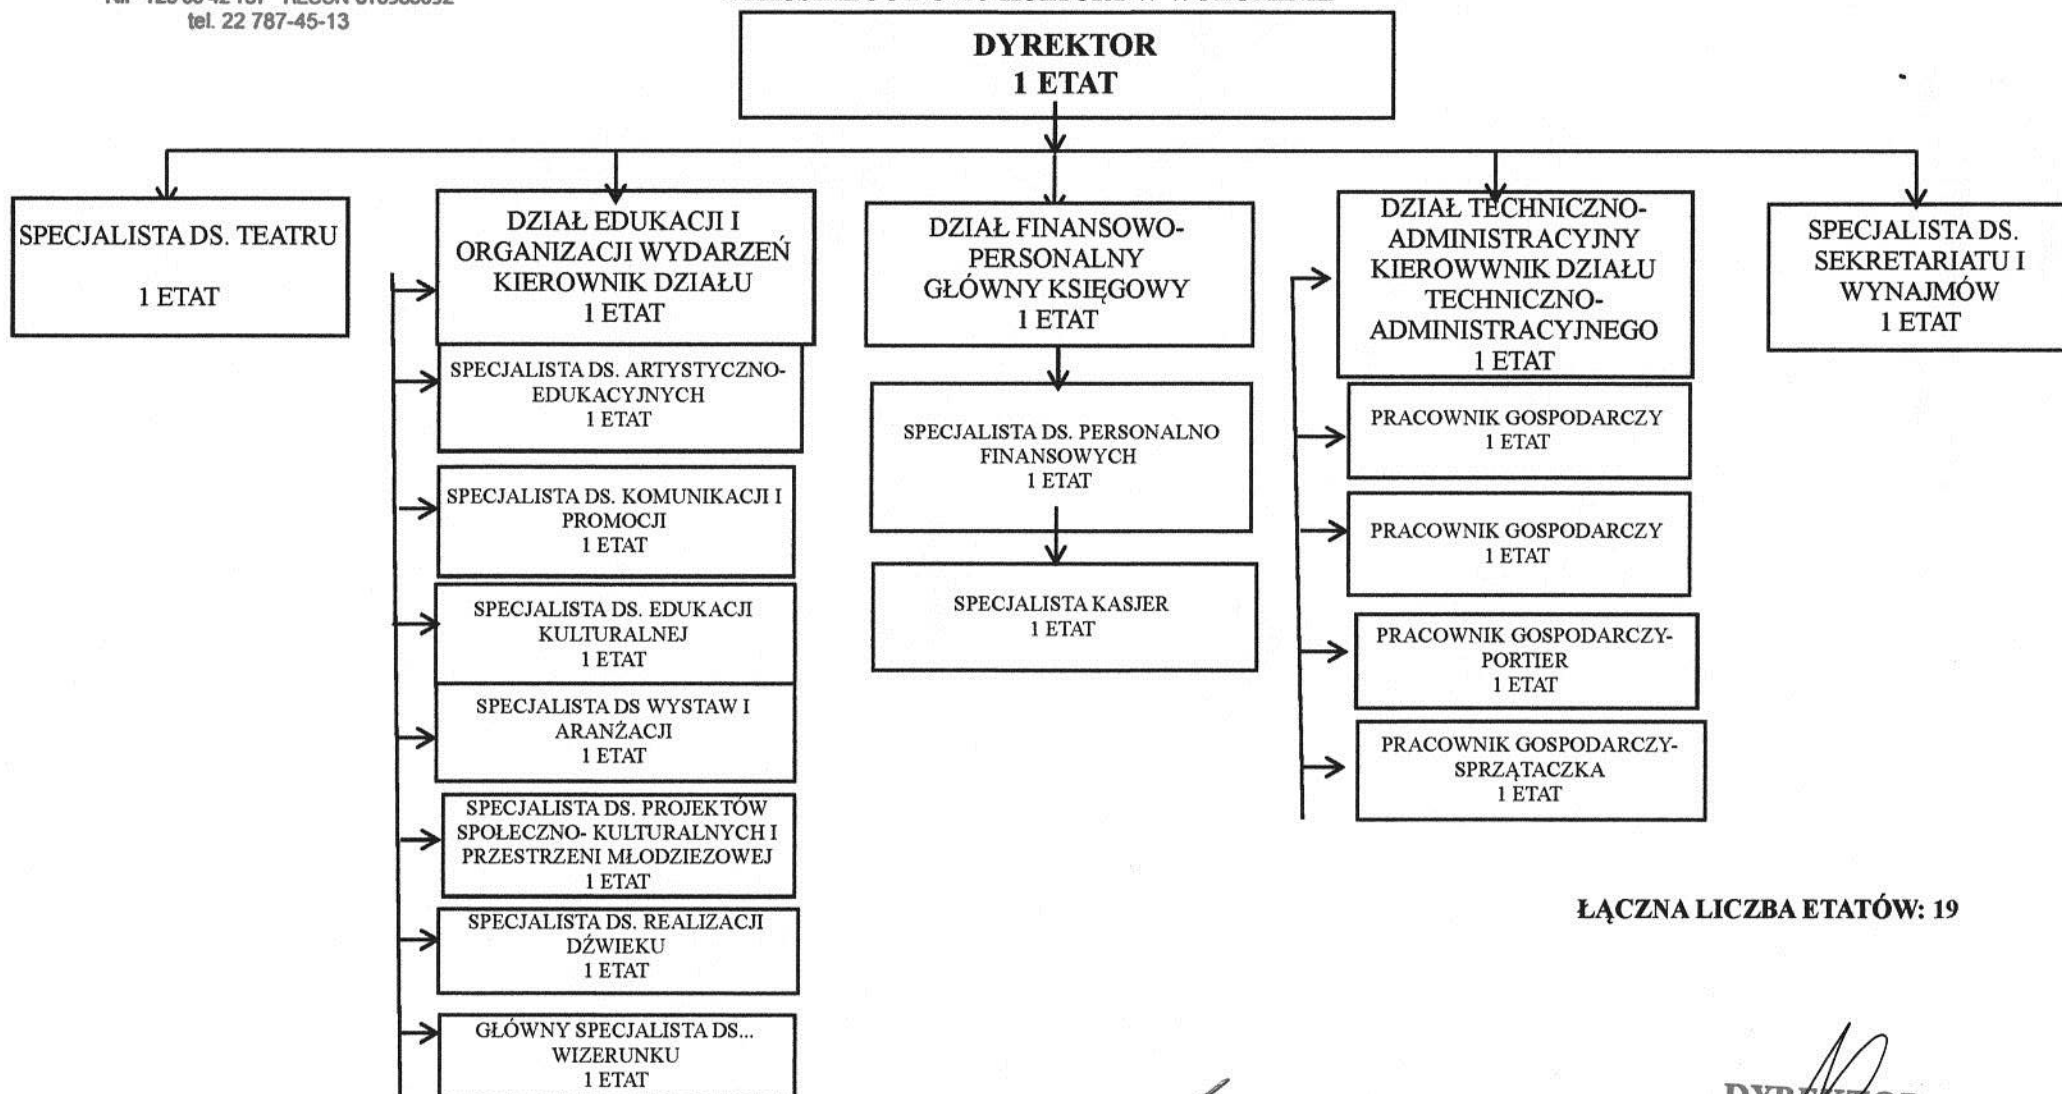 tel. 22 787-45-13
DYREKTOR
1 ETAT
SPECJALISTA DS. TEATRU
1 ETAT
DZIAŁ EDUKACJI I
ORGANIZACJI WYDARZEŃ
KIEROWNIK DZIAŁU
1 ETAT
SPECJALISTA DS. ARTYSTYCZNO-
EDUKACYJNYCH
1 ETAT
SPECJALISTA DS. KOMUNIKACJI I
PROMOCJI
1 ETAT
SPECJALISTA DS. EDUKACJI
KULTURALNEJ
1 ETAT
SPECJALISTA DS WYSTAW I
ARANŻACJI
1 ETAT
SPECJALISTA DS. PROJEKTÓW
SPOŁECZNO- KULTURALNYCH I
PRZESTRZENI MŁODZIEZOWEJ
1 ETAT
SPECJALISTA DS. REALIZACJI
DŹWIEKU
1 ETAT
GŁÓWNY SPECJALISTA DS...
WIZERUNKU
1 ETAT
DZIAŁ FINANSOWO-
PERSONALNY
GŁÓWNY KSIĘGOWY
1 ETAT
SPECJALISTA DS. PERSONALNO
FINANSOWYCH
1 ETAT
SPECJALISTA KASJER
1 ETAT
DZIAŁ TECHNICZNO-
ADMINISTRACYJNY
KIEROWWNIK DZIAŁU
TECHNICZNO-
ADMINISTRACYJNEGO
1 ETAT
PRACOWNIK GOSPODARCZY
1 ETAT
PRACOWNIK GOSPODARCZY
1 ETAT
PRACOWNIK GOSPODARCZY-
PORTIER
1 ETAT
PRACOWNIK GOSPODARCZY-
SPRZĄTACZKA
1 ETAT
SPECJALISTA DS.
SEKRETARIATU I
WYNAJMÓW
1 ETAT
ŁĄCZNA LICZBA ETATÓW: 19
DYREKTOR